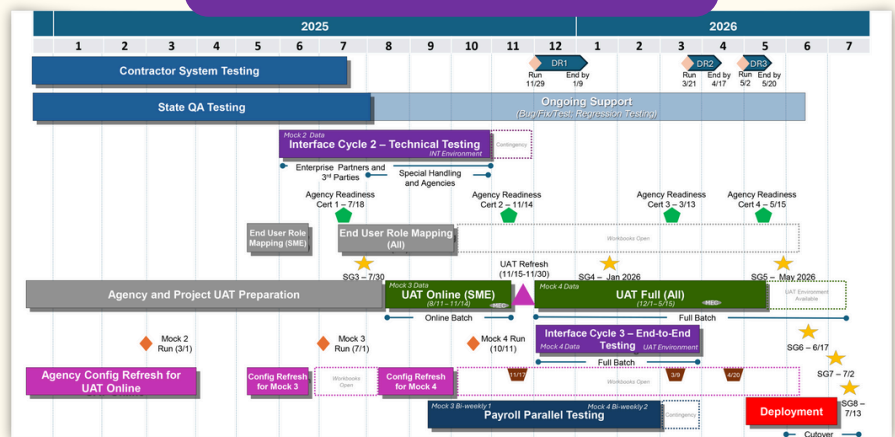 2025
2026
1 2 3 4 5 6 7 8 9 10 11 12 1 2 3 4 5 6 7
Contractor System Testing
DR1
DR2
DR3
Run
11/29
End by
1/9
Run
3/21
End by
4/17
Run
5/2
End by
5/20
State QA Testing
Ongoing Support
(Bug/Fix/Test, Regression Testing)
Mock 2 Data
Interface Cycle 2 – Technical Testing
INT Environment
Contingency
Enterprise Partners and
3rd Parties
Special Handling
and Agencies
Agency Readiness
Cert 1 – 7/18
Agency Readiness
Cert 2 – 11/14
Agency Readiness
Cert 3 – 3/13
Agency Readiness
Cert 4 – 5/15
End User Role
Mapping (SME)
End User Role Mapping
(All)
Workbooks Open
SG3 – 7/30
UAT Refresh
(11/15-11/30)
SG4 – Jan 2026
SG5 – May 2026
Agency and Project UAT Preparation
Mock 3 Data
UAT Online (SME)
(8/11 – 11/14)
MEC
Mock 4 Data
UAT Full (All)
(12/1 – 5/15)
MEC
UAT Environment
Available
Online Batch
Full Batch
Mock 2
Run (3/1)
Mock 3
Run (7/1)
Mock 4 Run
(10/11)
Interface Cycle 3 – End-to-End
Testing
Mock 4 Data
UAT Environment
Full Batch
SG6 – 6/17
SG7 – 7/2
SG8 –
7/13
Agency Config Refresh for
UAT Online
Config Refresh
for Mock 3
Workbooks
Open
Config Refresh
for Mock 4
11/17
3/9
4/20
Workbooks Open
Mock 3 Bi-weekly 1
Mock 4 Bi-weekly 2
Payroll Parallel Testing
Contingency
Deployment
Cutover